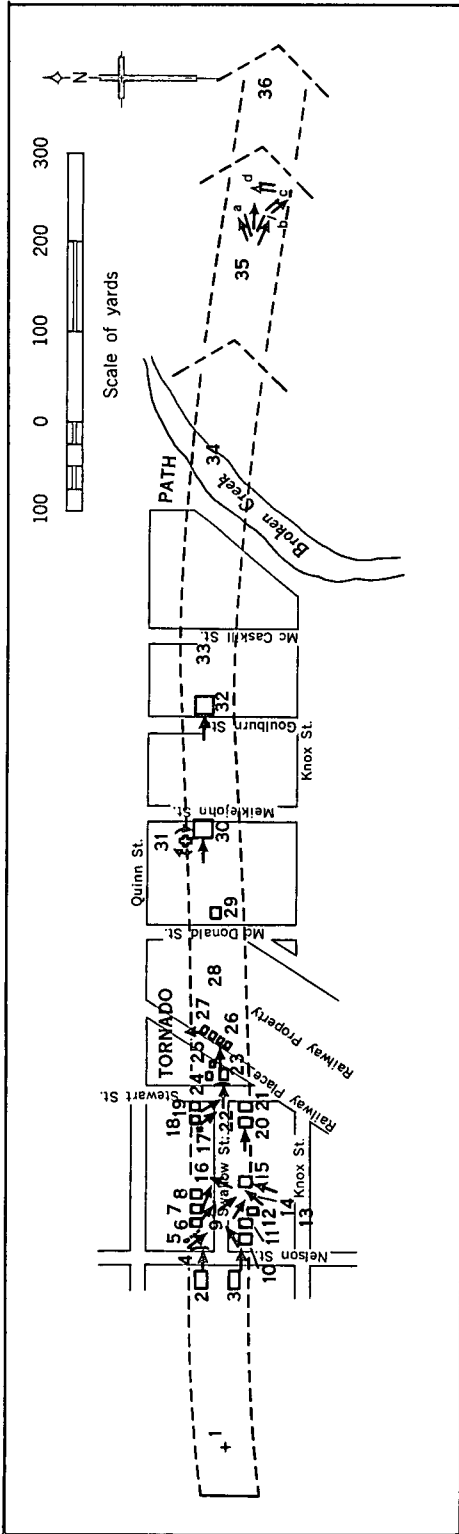 N
100 0 100 200 300
Scale of yards
TORNADO
PATH
Quinn St.
Stewart St.
Swallow St.
Nelson St.
Knox St.
Railway Place
Railway Property
Mc Donald St.
Meiklejohn St.
Goulburn St.
Knox St.
Mc Caskill St.
Broken Creek
1
2
3
4
5
6
7
8
9
10
11
12
13
14
15
16
17
18
19
20
21
22
23
24
25
26
27
28
29
30
31
32
33
34
35
a
b
c
d
36